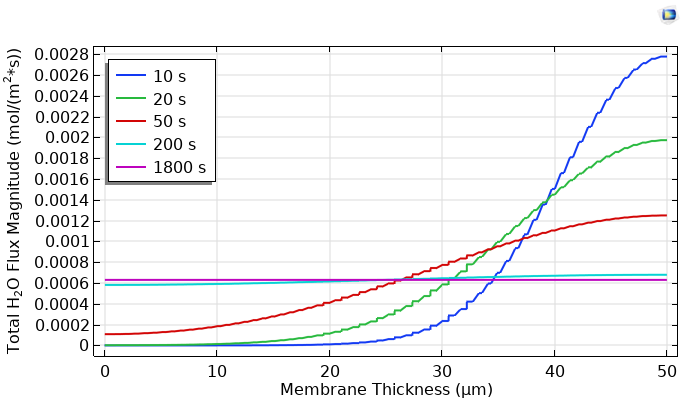 Total H₂O Flux Magnitude (mol/(m²*s))
0.0028
0.0026
0.0024
0.0022
0.002
0.0018
0.0016
0.0014
0.0012
0.001
0.0008
0.0006
0.0004
0.0002
0
10 s
20 s
50 s
200 s
1800 s
0 10 20 30 40 50
Membrane Thickness (μm)